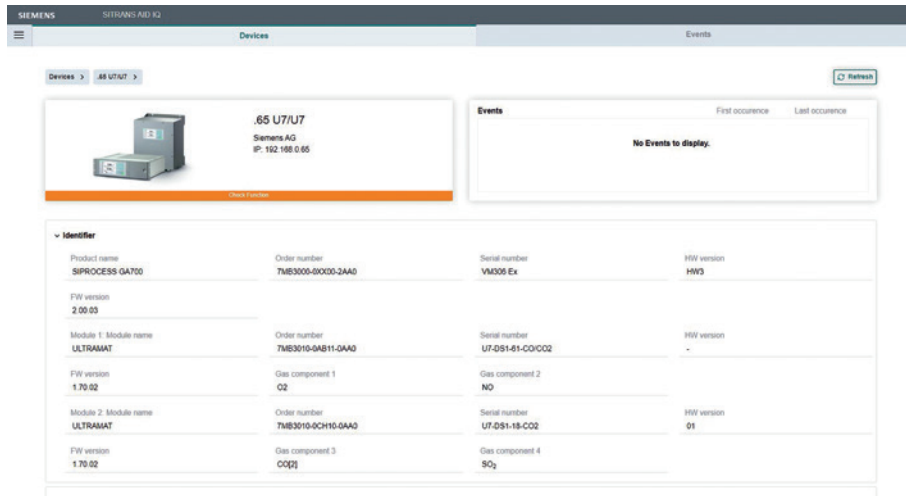 SIEMENS SITRANS AID IQ
Devices Events
Devices > .65 U7/U7 >
Refresh
.65 U7/U7
Siemens AG
IP: 192.168.0.65
Check Function
Events First occurence Last occurence
No Events to display.
Identifier
Product name Order number Serial number HW version
SIPROCESS GA700 7MB3000-0XX00-2AA0 VM306 Ex HW3
FW version
2.00.03
Module 1: Module name Order number Serial number HW version
ULTRAMAT 7MB3010-0AB11-0AA0 U7-DS1-61-CO/CO2 -
FW version Gas component 1 Gas component 2
1.70.02 O2 NO
Module 2: Module name Order number Serial number HW version
ULTRAMAT 7MB3010-0CH10-0AA0 U7-DS1-18-CO2 01
FW version Gas component 3 Gas component 4
1.70.02 CO[2] SO₂